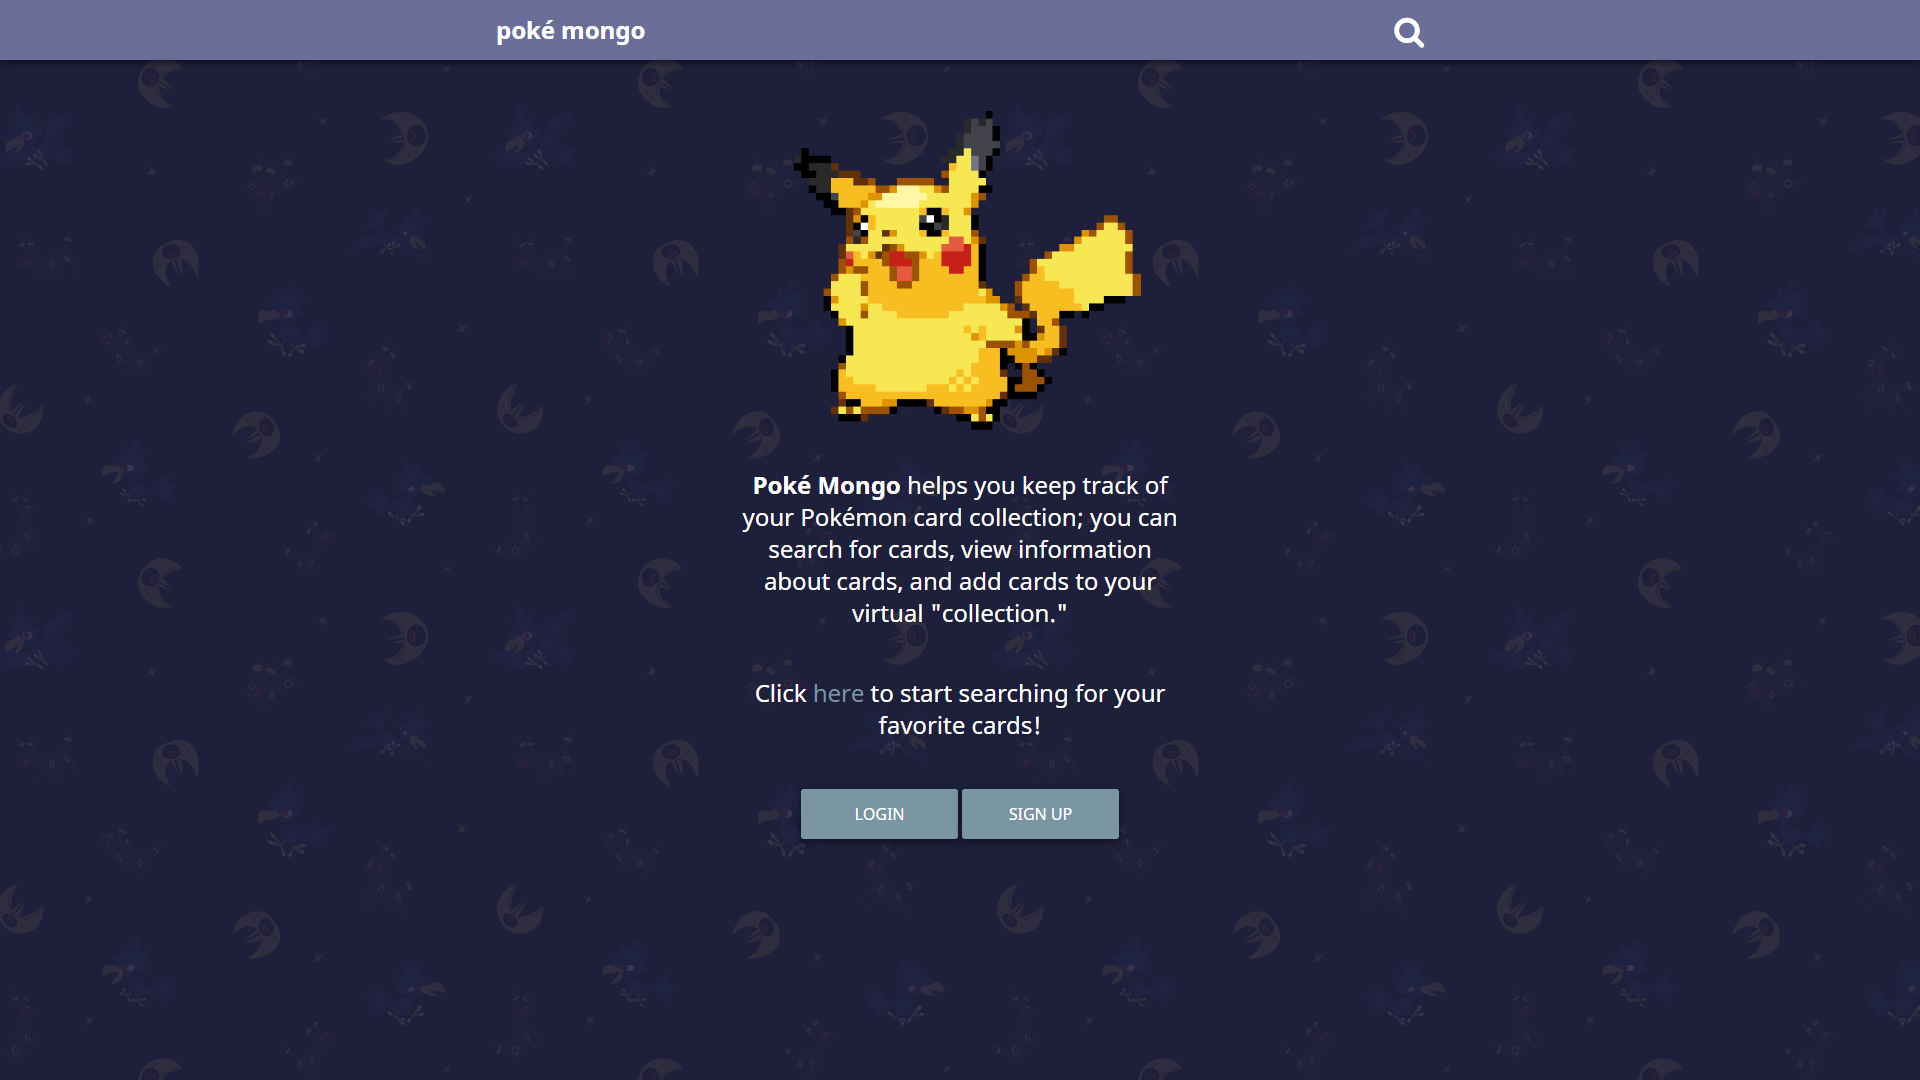 poké mongo
Poké Mongo helps you keep track of
your Pokémon card collection; you can
search for cards, view information
about cards, and add cards to your
virtual "collection."
Click here to start searching for your
favorite cards!
LOGIN
SIGN UP